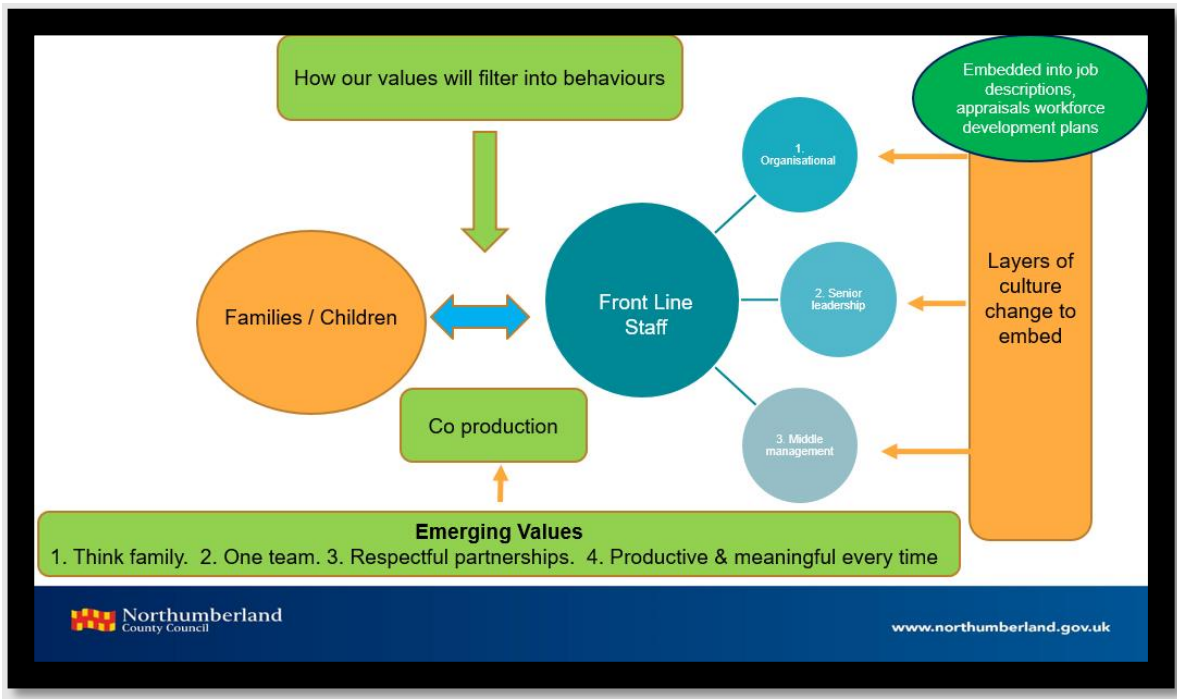 How our values will filter into behaviours
Embedded into job
descriptions,
appraisals workforce
development plans
1.
Organisational
Families / Children
Front Line
Staff
2. Senior
leadership
Layers of
culture
change to
embed
Co production
3. Middle
management
Emerging Values
1. Think family.  2. One team. 3. Respectful partnerships.  4. Productive & meaningful every time
Northumberland
County Council
www.northumberland.gov.uk